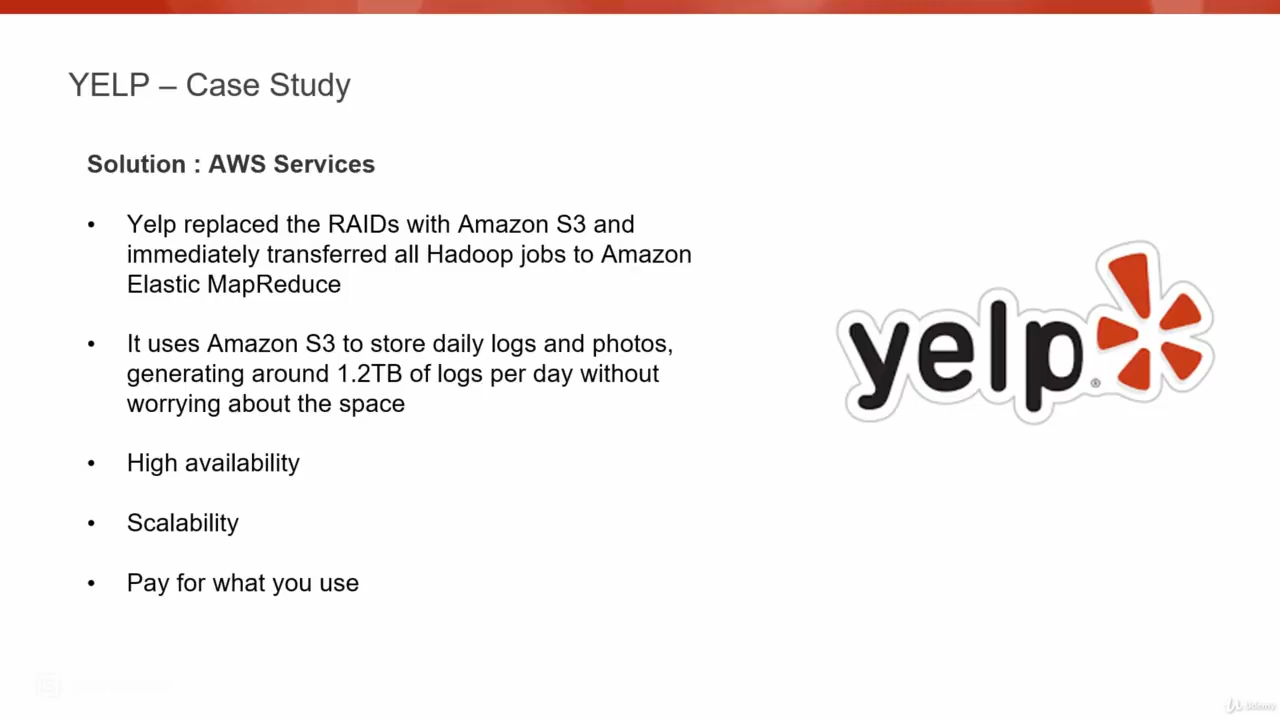 YELP – Case Study
Solution : AWS Services
• Yelp replaced the RAIDs with Amazon S3 and
immediately transferred all Hadoop jobs to Amazon
Elastic MapReduce
• It uses Amazon S3 to store daily logs and photos,
generating around 1.2TB of logs per day without
worrying about the space
• High availability
• Scalability
• Pay for what you use
yelp®
Udemy